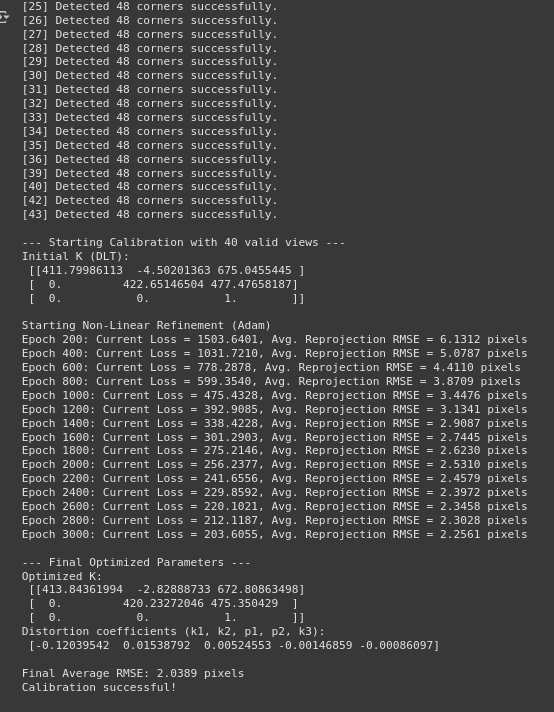 [25] Detected 48 corners successfully.
[26] Detected 48 corners successfully.
[27] Detected 48 corners successfully.
[28] Detected 48 corners successfully.
[29] Detected 48 corners successfully.
[30] Detected 48 corners successfully.
[31] Detected 48 corners successfully.
[32] Detected 48 corners successfully.
[33] Detected 48 corners successfully.
[34] Detected 48 corners successfully.
[35] Detected 48 corners successfully.
[36] Detected 48 corners successfully.
[39] Detected 48 corners successfully.
[40] Detected 48 corners successfully.
[42] Detected 48 corners successfully.
[43] Detected 48 corners successfully.

--- Starting Calibration with 40 valid views ---
Initial K (DLT):
[[411.79986113 -4.50201363 675.0455445 ]
[ 0. 422.65146504 477.47658187]
[ 0. 0. 1. ]]

Starting Non-Linear Refinement (Adam)
Epoch 200: Current Loss = 1503.6401, Avg. Reprojection RMSE = 6.1312 pixels
Epoch 400: Current Loss = 1031.7210, Avg. Reprojection RMSE = 5.0787 pixels
Epoch 600: Current Loss = 778.2878, Avg. Reprojection RMSE = 4.4110 pixels
Epoch 800: Current Loss = 599.3540, Avg. Reprojection RMSE = 3.8709 pixels
Epoch 1000: Current Loss = 475.4328, Avg. Reprojection RMSE = 3.4476 pixels
Epoch 1200: Current Loss = 392.9085, Avg. Reprojection RMSE = 3.1341 pixels
Epoch 1400: Current Loss = 338.4228, Avg. Reprojection RMSE = 2.9087 pixels
Epoch 1600: Current Loss = 301.2903, Avg. Reprojection RMSE = 2.7445 pixels
Epoch 1800: Current Loss = 275.2146, Avg. Reprojection RMSE = 2.6230 pixels
Epoch 2000: Current Loss = 256.2377, Avg. Reprojection RMSE = 2.5310 pixels
Epoch 2200: Current Loss = 241.6556, Avg. Reprojection RMSE = 2.4579 pixels
Epoch 2400: Current Loss = 229.8592, Avg. Reprojection RMSE = 2.3972 pixels
Epoch 2600: Current Loss = 220.1021, Avg. Reprojection RMSE = 2.3458 pixels
Epoch 2800: Current Loss = 212.1187, Avg. Reprojection RMSE = 2.3028 pixels
Epoch 3000: Current Loss = 203.6055, Avg. Reprojection RMSE = 2.2561 pixels

--- Final Optimized Parameters ---
Optimized K:
[[413.84361994 -2.82888733 672.80863498]
[ 0. 420.23272046 475.350429 ]
[ 0. 0. 1. ]]
Distortion coefficients (k1, k2, p1, p2, k3):
[-0.12039542 0.01538792 0.00524553 -0.00146859 -0.00086097]

Final Average RMSE: 2.0389 pixels
Calibration successful!